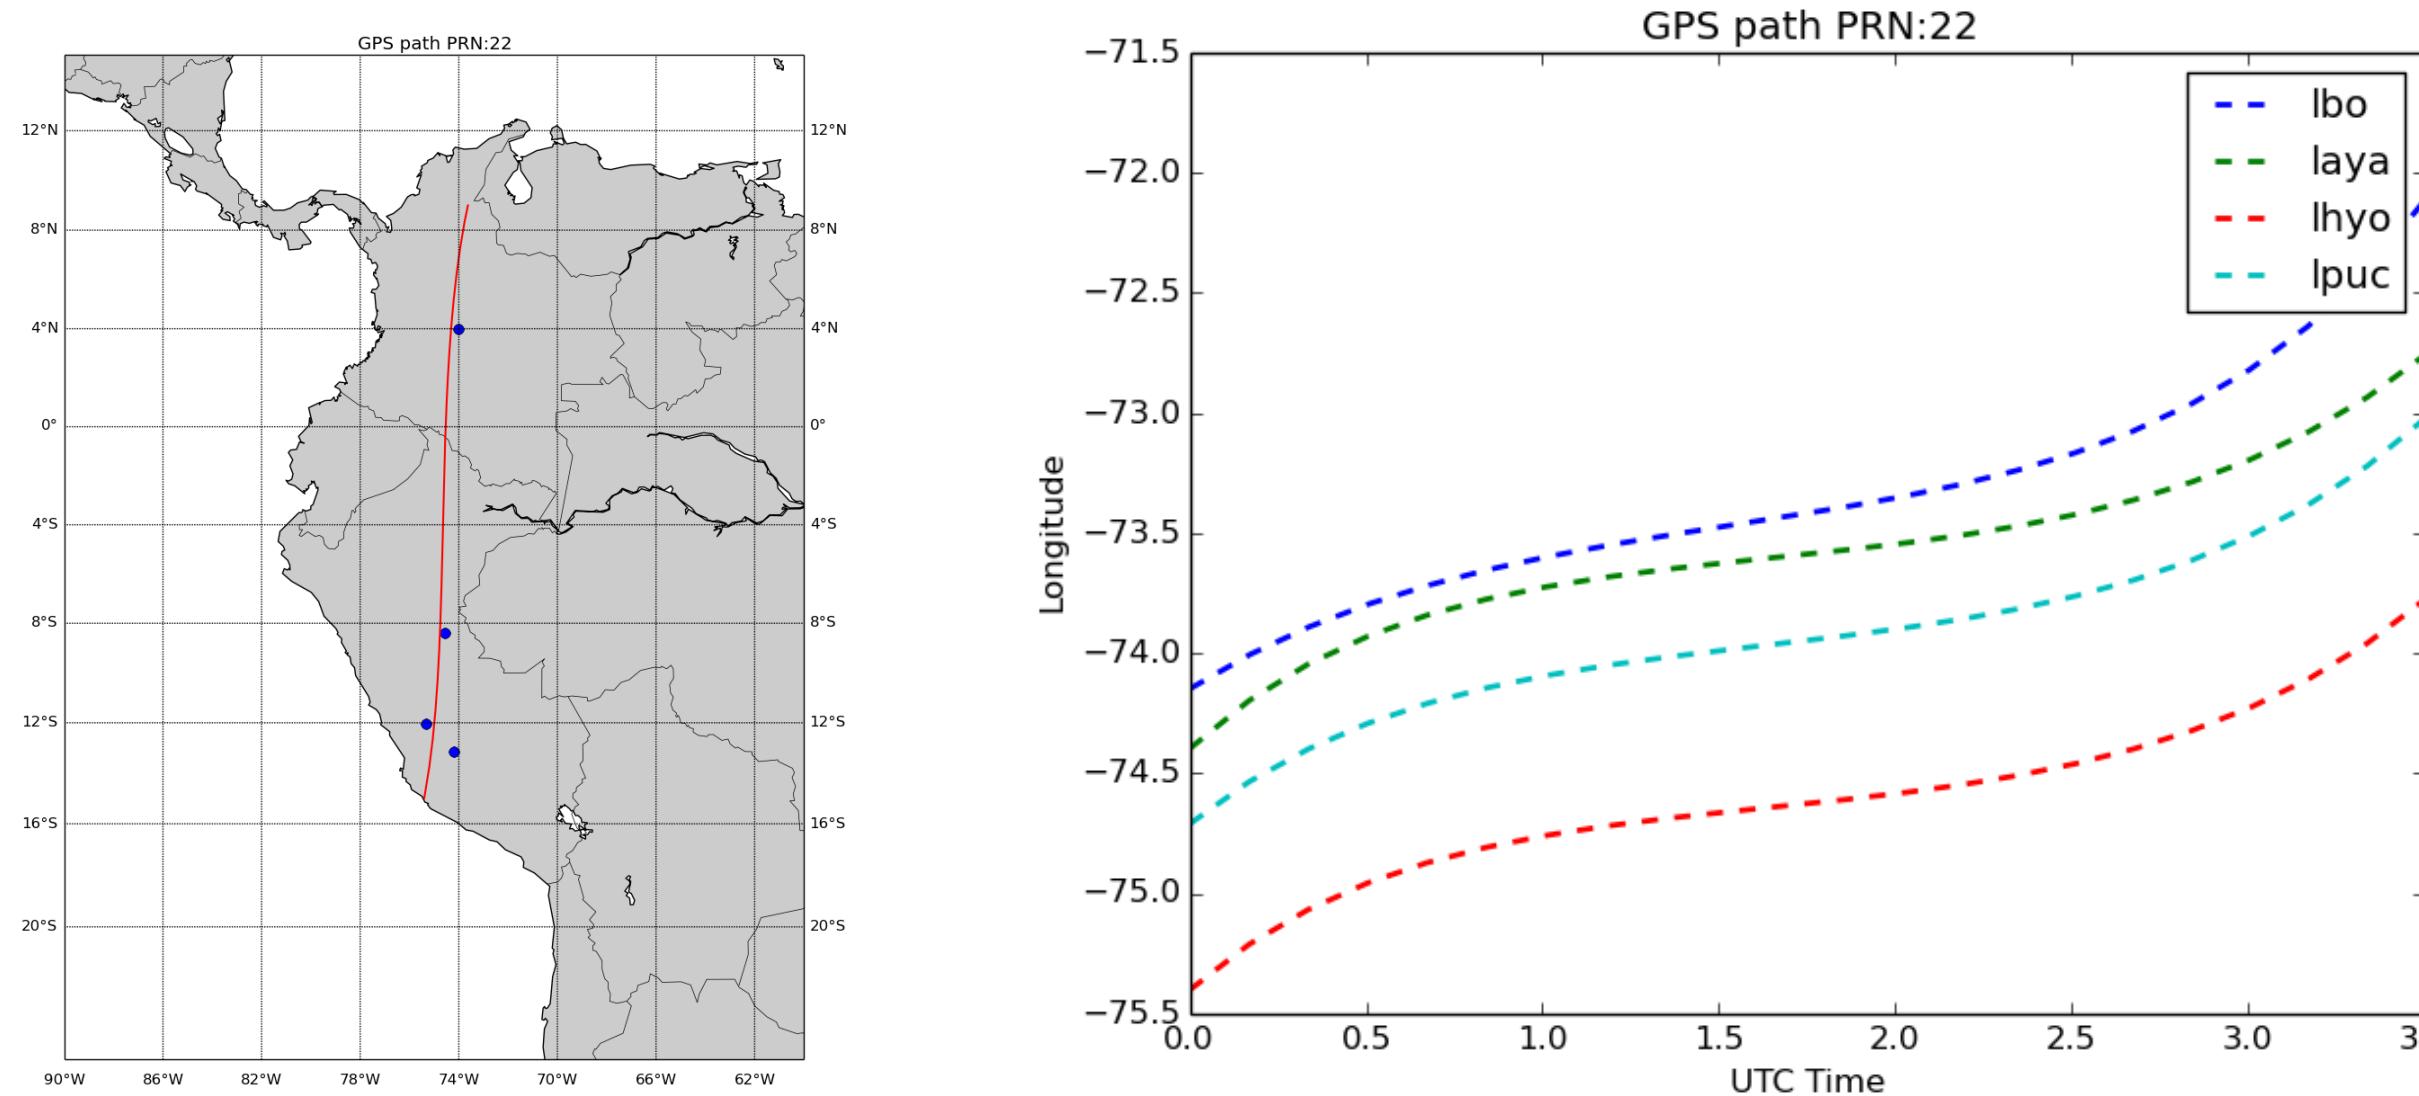 GPS path PRN:22
12°N
12°N
8°N
8°N
4°N
4°N
0°
0°
4°S
4°S
8°S
8°S
12°S
12°S
16°S
16°S
20°S
20°S
90°W 86°W 82°W 78°W 74°W 70°W 66°W 62°W
GPS path PRN:22
−71.5
−72.0
−72.5
−73.0
−73.5
−74.0
−74.5
−75.0
−75.5
Longitude
lbo
laya
lhyo
lpuc
0.0 0.5 1.0 1.5 2.0 2.5 3.0 3
UTC Time